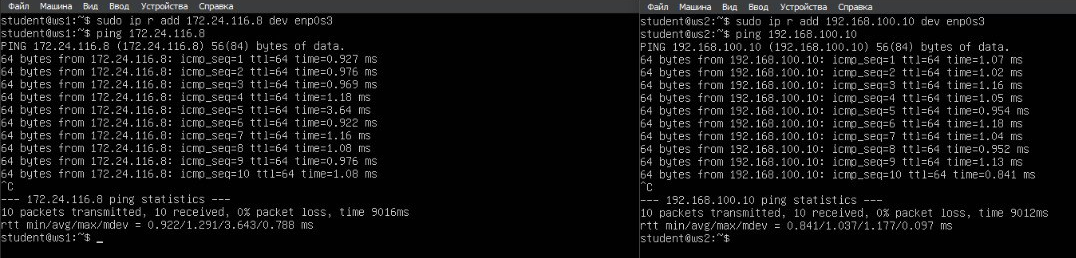 Файл Машина Вид Ввод Устройства Справка
student@ws1:~$ sudo ip r add 172.24.116.8 dev enp0s3
student@ws1:~$ ping 172.24.116.8
PING 172.24.116.8 (172.24.116.8) 56(84) bytes of data.
64 bytes from 172.24.116.8: icmp_seq=1 ttl=64 time=0.927 ms
64 bytes from 172.24.116.8: icmp_seq=2 ttl=64 time=0.976 ms
64 bytes from 172.24.116.8: icmp_seq=3 ttl=64 time=0.969 ms
64 bytes from 172.24.116.8: icmp_seq=4 ttl=64 time=1.18 ms
64 bytes from 172.24.116.8: icmp_seq=5 ttl=64 time=3.64 ms
64 bytes from 172.24.116.8: icmp_seq=6 ttl=64 time=0.922 ms
64 bytes from 172.24.116.8: icmp_seq=7 ttl=64 time=1.16 ms
64 bytes from 172.24.116.8: icmp_seq=8 ttl=64 time=1.08 ms
64 bytes from 172.24.116.8: icmp_seq=9 ttl=64 time=0.976 ms
64 bytes from 172.24.116.8: icmp_seq=10 ttl=64 time=1.08 ms
^C
--- 172.24.116.8 ping statistics ---
10 packets transmitted, 10 received, 0% packet loss, time 9016ms
rtt min/avg/max/mdev = 0.922/1.291/3.643/0.788 ms
student@ws1:~$ _
Файл Машина Вид Ввод Устройства Справка
student@ws2:~$ sudo ip r add 192.168.100.10 dev enp0s3
student@ws2:~$ ping 192.168.100.10
PING 192.168.100.10 (192.168.100.10) 56(84) bytes of data.
64 bytes from 192.168.100.10: icmp_seq=1 ttl=64 time=1.07 ms
64 bytes from 192.168.100.10: icmp_seq=2 ttl=64 time=1.02 ms
64 bytes from 192.168.100.10: icmp_seq=3 ttl=64 time=1.16 ms
64 bytes from 192.168.100.10: icmp_seq=4 ttl=64 time=1.05 ms
64 bytes from 192.168.100.10: icmp_seq=5 ttl=64 time=0.954 ms
64 bytes from 192.168.100.10: icmp_seq=6 ttl=64 time=1.18 ms
64 bytes from 192.168.100.10: icmp_seq=7 ttl=64 time=1.04 ms
64 bytes from 192.168.100.10: icmp_seq=8 ttl=64 time=0.952 ms
64 bytes from 192.168.100.10: icmp_seq=9 ttl=64 time=1.13 ms
64 bytes from 192.168.100.10: icmp_seq=10 ttl=64 time=0.841 ms
^C
--- 192.168.100.10 ping statistics ---
10 packets transmitted, 10 received, 0% packet loss, time 9012ms
rtt min/avg/max/mdev = 0.841/1.037/1.177/0.097 ms
student@ws2:~$